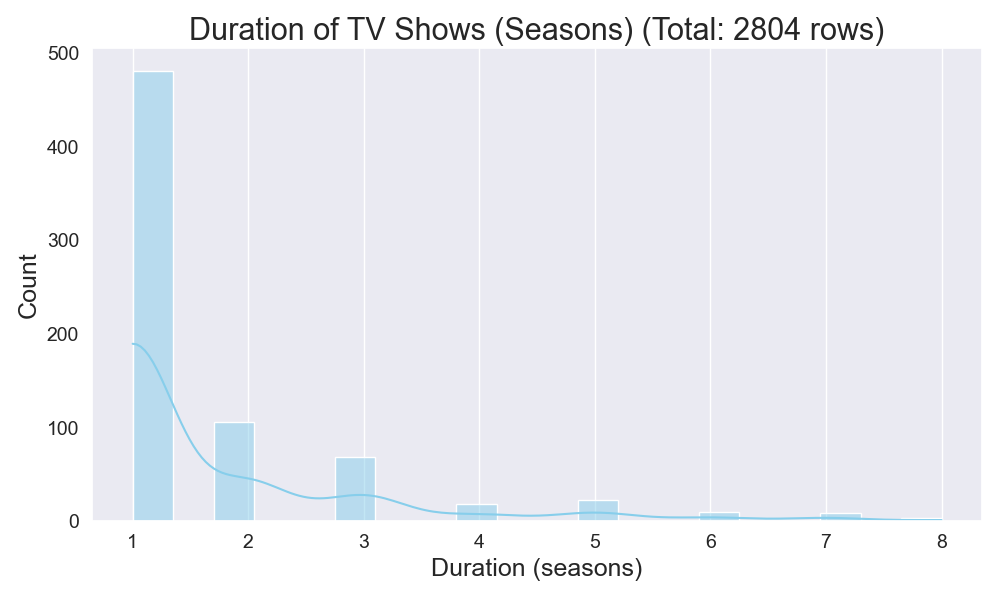 Duration of TV Shows (Seasons) (Total: 2804 rows)
500
400
300
200
100
0
Count
1 2 3 4 5 6 7 8
Duration (seasons)